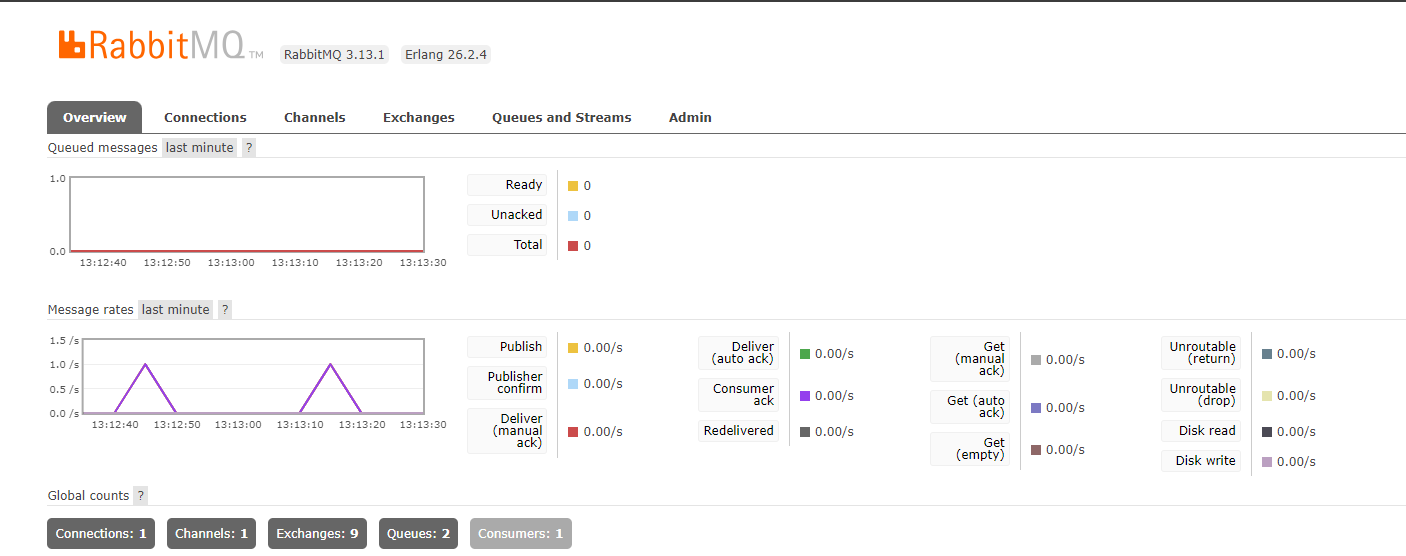 RabbitMQ TM RabbitMQ 3.13.1 Erlang 26.2.4
Overview Connections Channels Exchanges Queues and Streams Admin
Queued messages last minute ?
1.0
0.0
13:12:40 13:12:50 13:13:00 13:13:10 13:13:20 13:13:30
Ready 0
Unacked 0
Total 0
Message rates last minute ?
1.5 /s
1.0 /s
0.5 /s
0.0 /s
13:12:40 13:12:50 13:13:00 13:13:10 13:13:20 13:13:30
Publish 0.00/s
Publisher
confirm 0.00/s
Deliver
(manual
ack) 0.00/s
Deliver
(auto ack) 0.00/s
Consumer
ack 0.00/s
Redelivered 0.00/s
Get
(manual
ack) 0.00/s
Get (auto
ack) 0.00/s
Get
(empty) 0.00/s
Unroutable
(return) 0.00/s
Unroutable
(drop) 0.00/s
Disk read 0.00/s
Disk write 0.00/s
Global counts ?
Connections: 1 Channels: 1 Exchanges: 9 Queues: 2 Consumers: 1